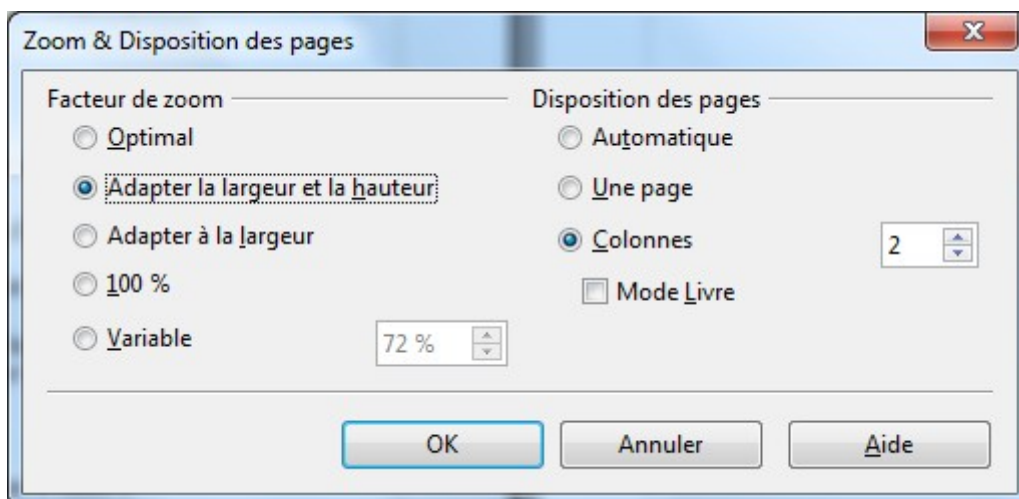 Zoom & Disposition des pages
Facteur de zoom
Optimal
Adapter la largeur et la hauteur
Adapter à la largeur
100 %
Variable
72 %
Disposition des pages
Automatique
Une page
Colonnes
2
Mode Livre
OK
Annuler
Aide